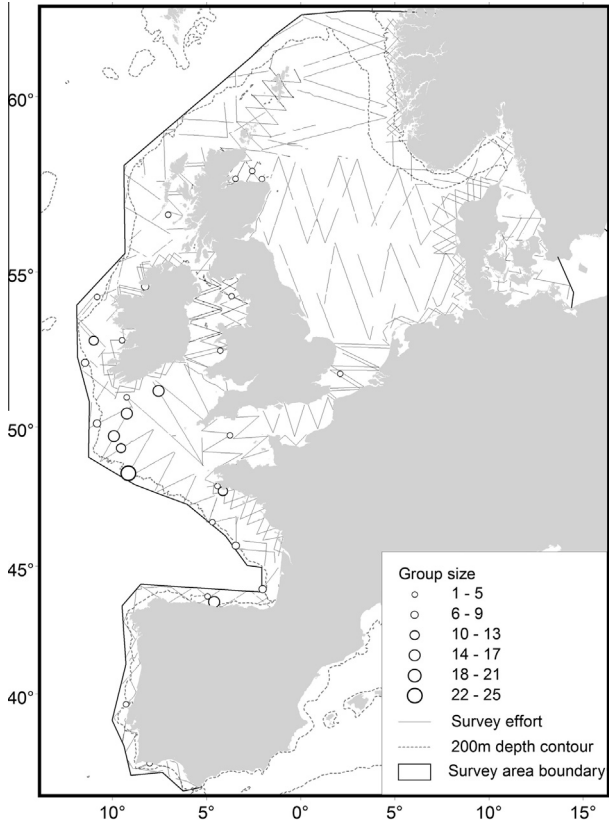 60°
55°
50°
45°
40°
10°
5°
0°
5°
10°
15°
Group size
1 - 5
6 - 9
10 - 13
14 - 17
18 - 21
22 - 25
Survey effort
200m depth contour
Survey area boundary